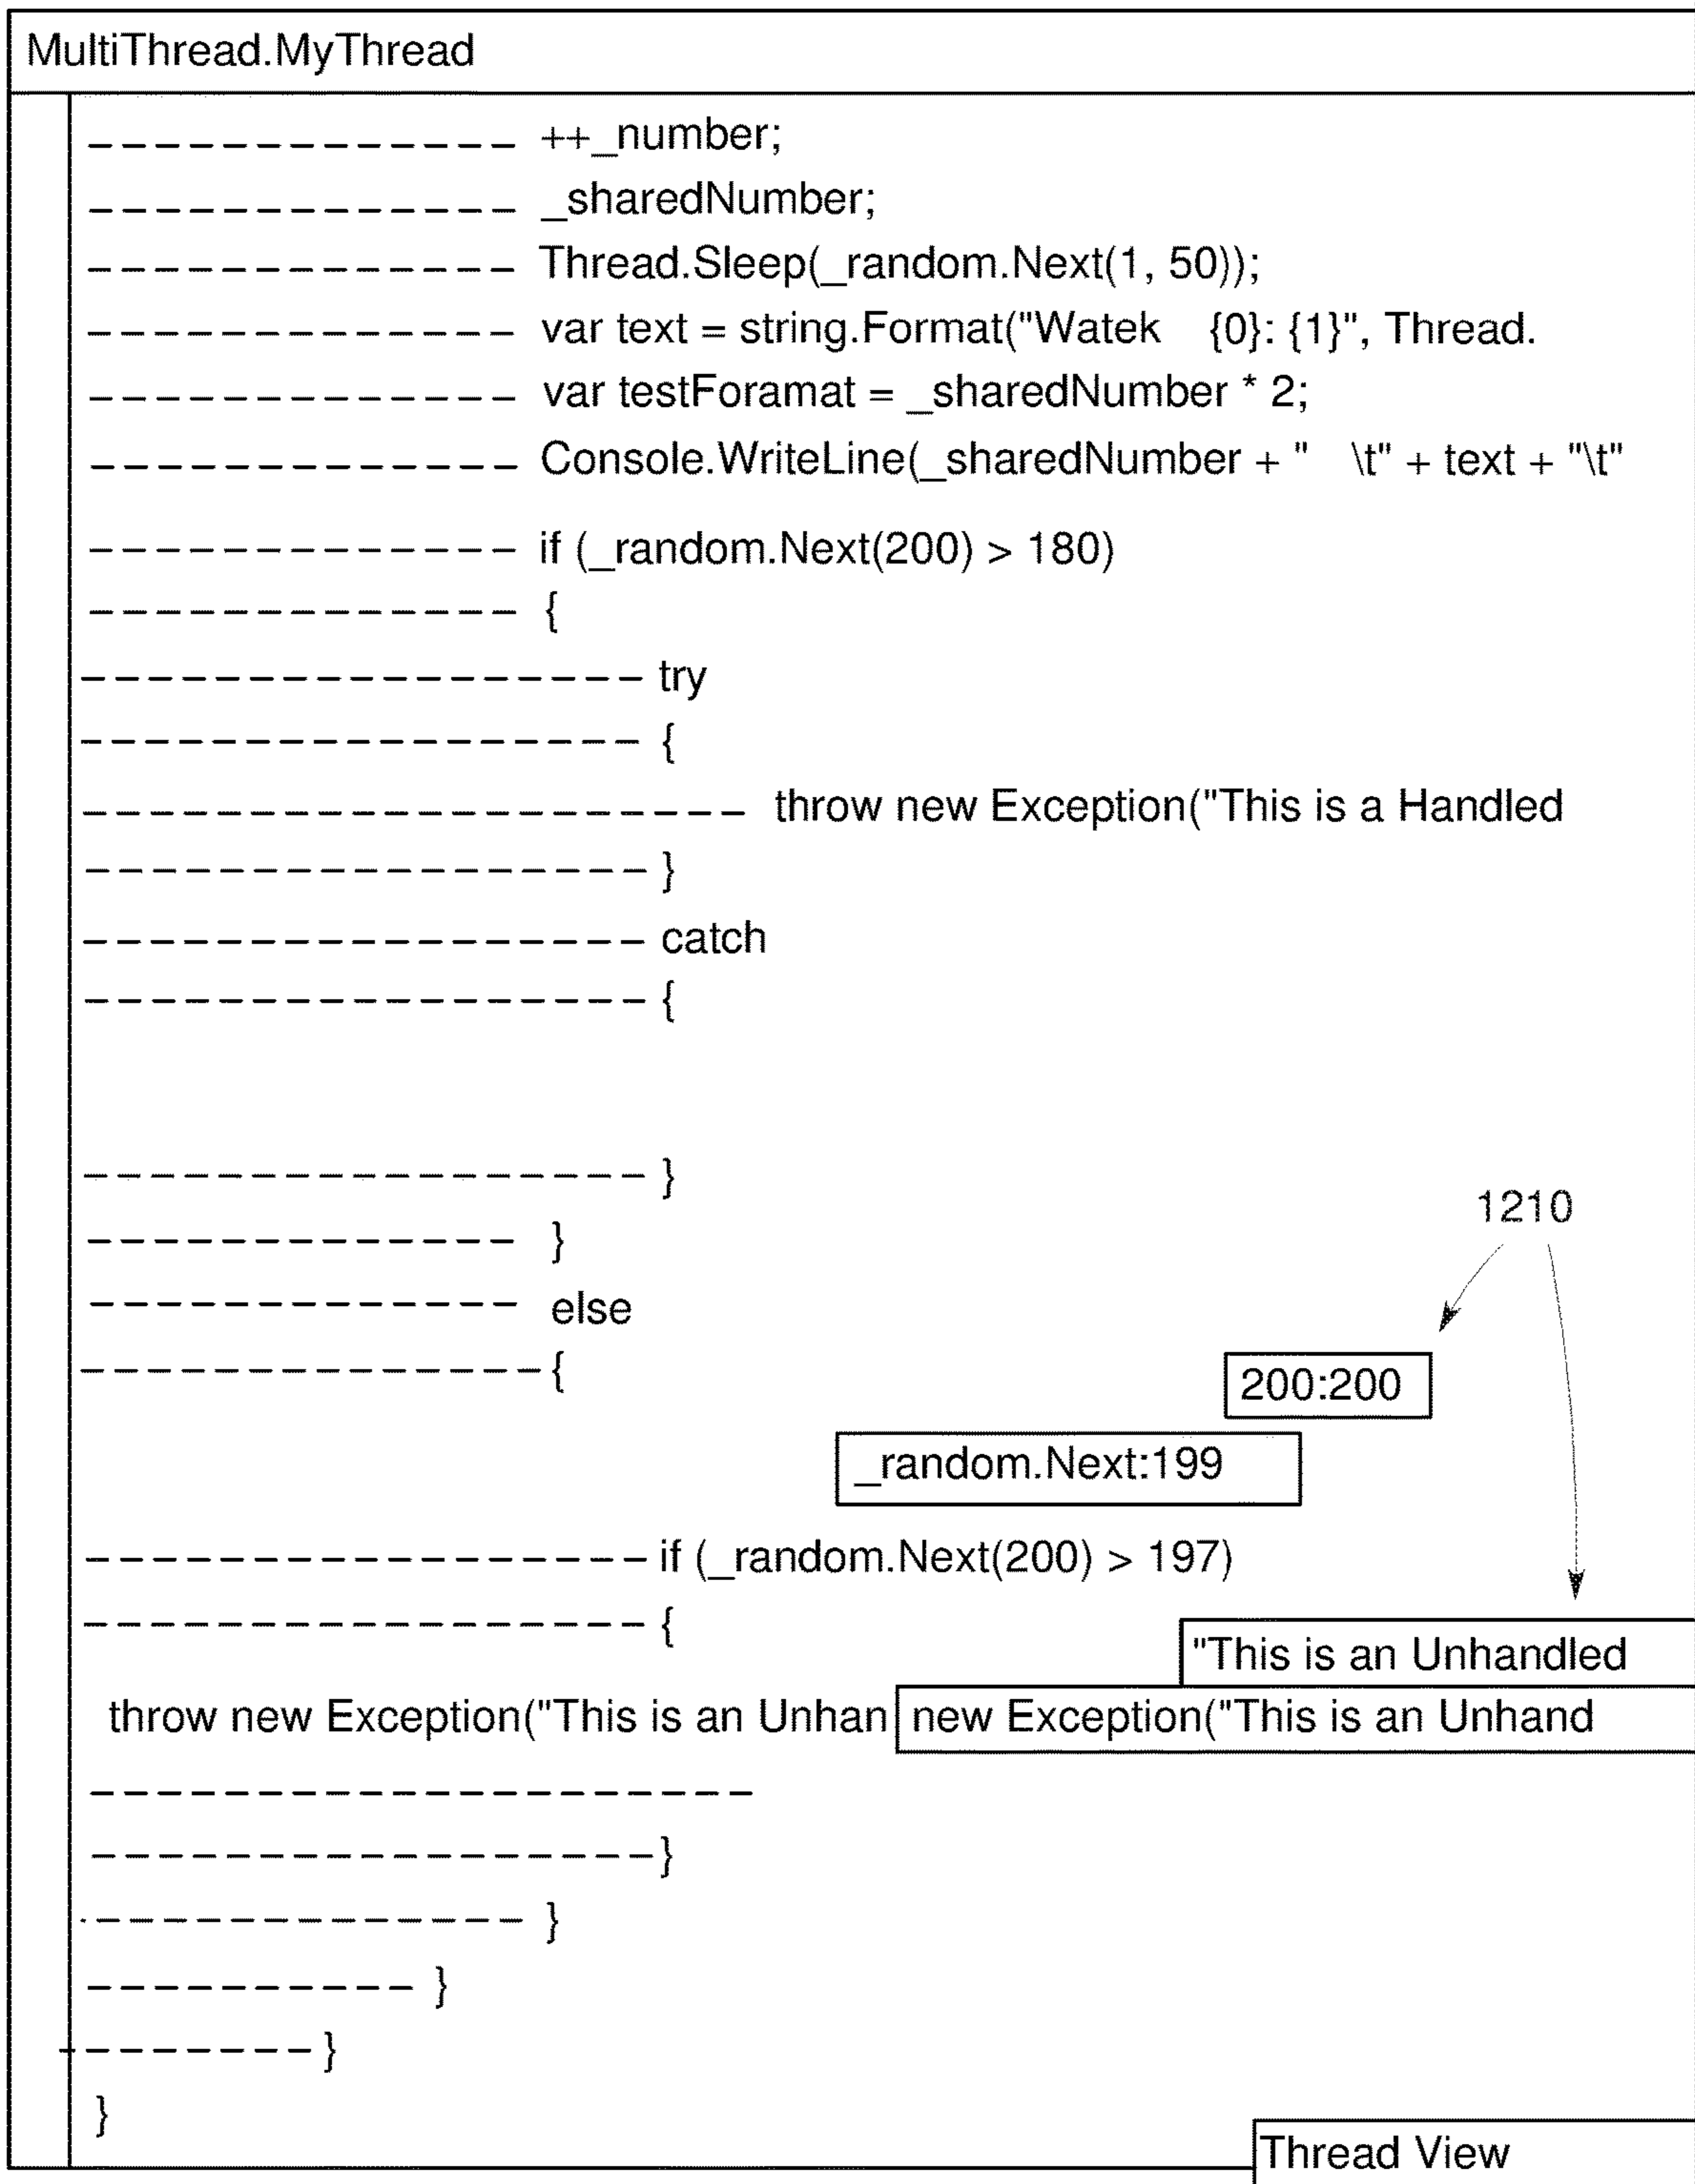 MultiThread.MyThread
++_number;
_sharedNumber;
Thread.Sleep(_random.Next(1, 50));
var text = string.Format("Watek {0}: {1}", Thread.
var testForamat = _sharedNumber * 2;
Console.WriteLine(_sharedNumber + " \t" + text + "\t"
if (_random.Next(200) > 180)
{
try
{
throw new Exception("This is a Handled
}
catch
{
}
1210
}
else
{
200:200
_random.Next:199
if (_random.Next(200) > 197)
{
"This is an Unhandled
throw new Exception("This is an Unhan new Exception("This is an Unhand
}
}
}
}
}
Thread View